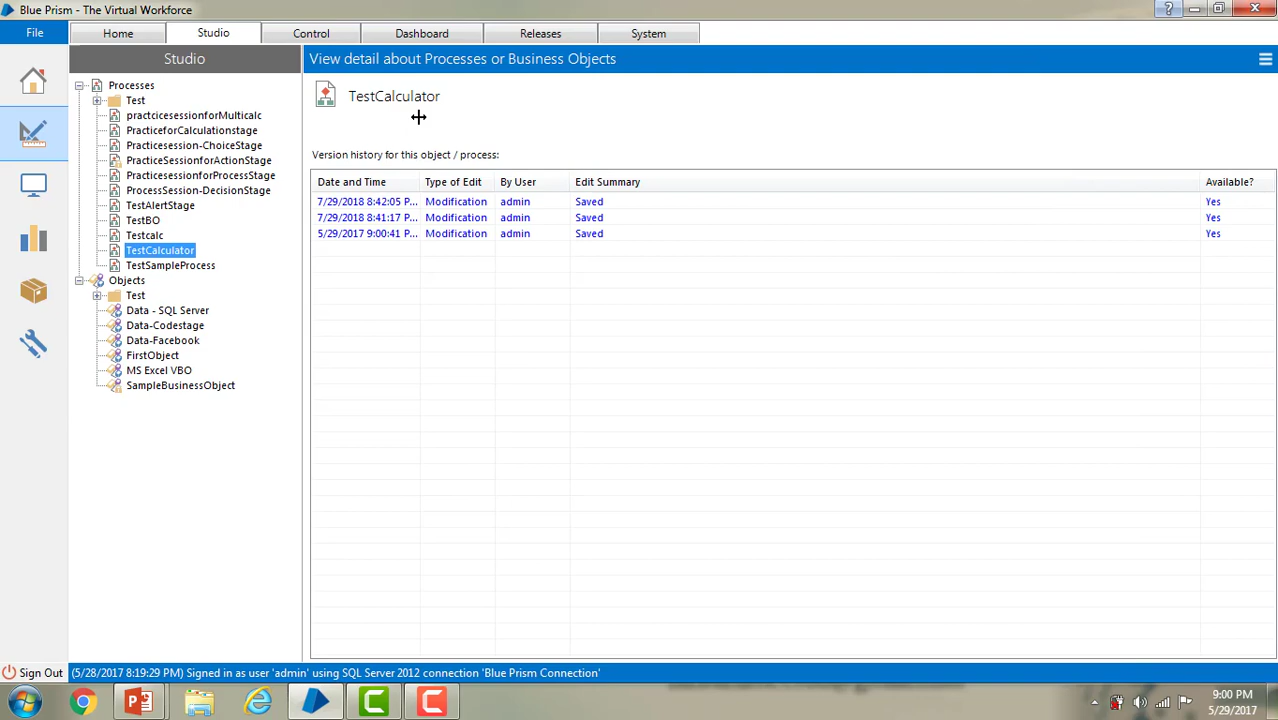 Blue Prism - The Virtual Workforce
?
File
Home
Studio
Control
Dashboard
Releases
System
Studio
View detail about Processes or Business Objects
Processes
Test
practcicesessionforMulticalc
PracticeforCalculationstage
Practicesession-ChoiceStage
PracticeSessionforActionStage
PracticesessionforProcessStage
ProcessSession-DecisionStage
TestAlertStage
TestBO
Testcalc
TestCalculator
TestSampleProcess
Objects
Test
Data - SQL Server
Data-Codestage
Data-Facebook
FirstObject
MS Excel VBO
SampleBusinessObject
TestCalculator
Version history for this object / process:
Date and Time Type of Edit By User Edit Summary Available?
7/29/2018 8:42:05 P... Modification admin Saved Yes
7/29/2018 8:41:17 P... Modification admin Saved Yes
5/29/2017 9:00:41 P... Modification admin Saved Yes
Sign Out
(5/28/2017 8:19:29 PM) Signed in as user 'admin' using SQL Server 2012 connection 'Blue Prism Connection'
9:00 PM
5/29/2017